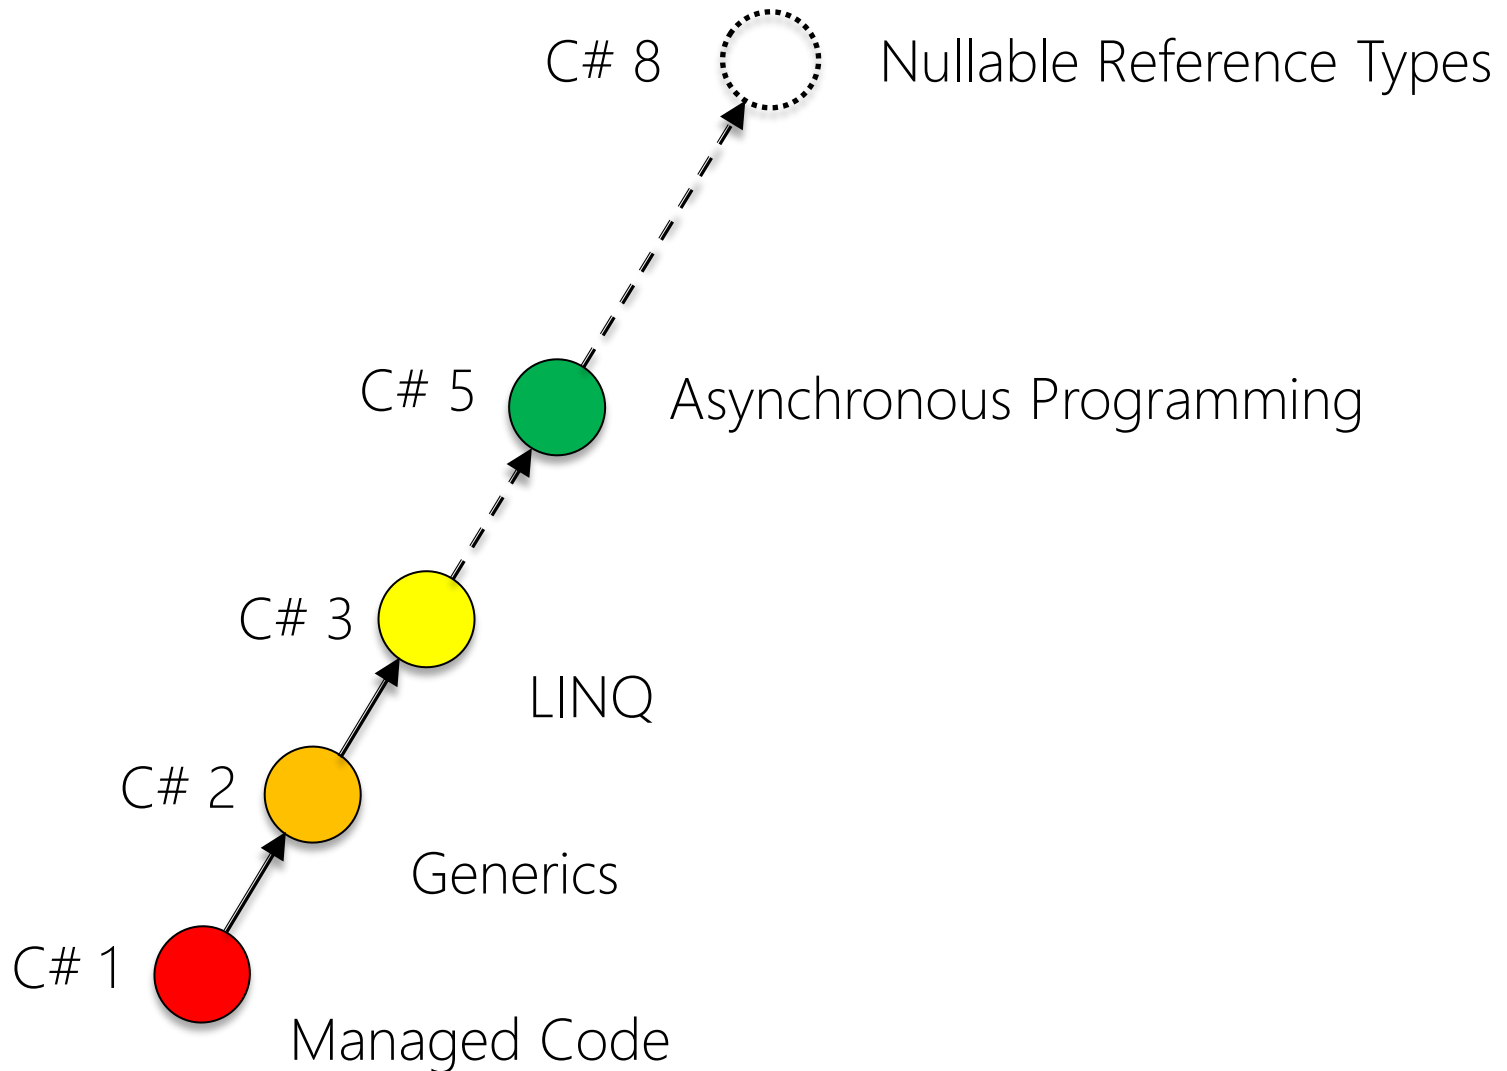 C# 8
Nullable Reference Types
C# 5
Asynchronous Programming
C# 3
LINQ
C# 2
Generics
C# 1
Managed Code